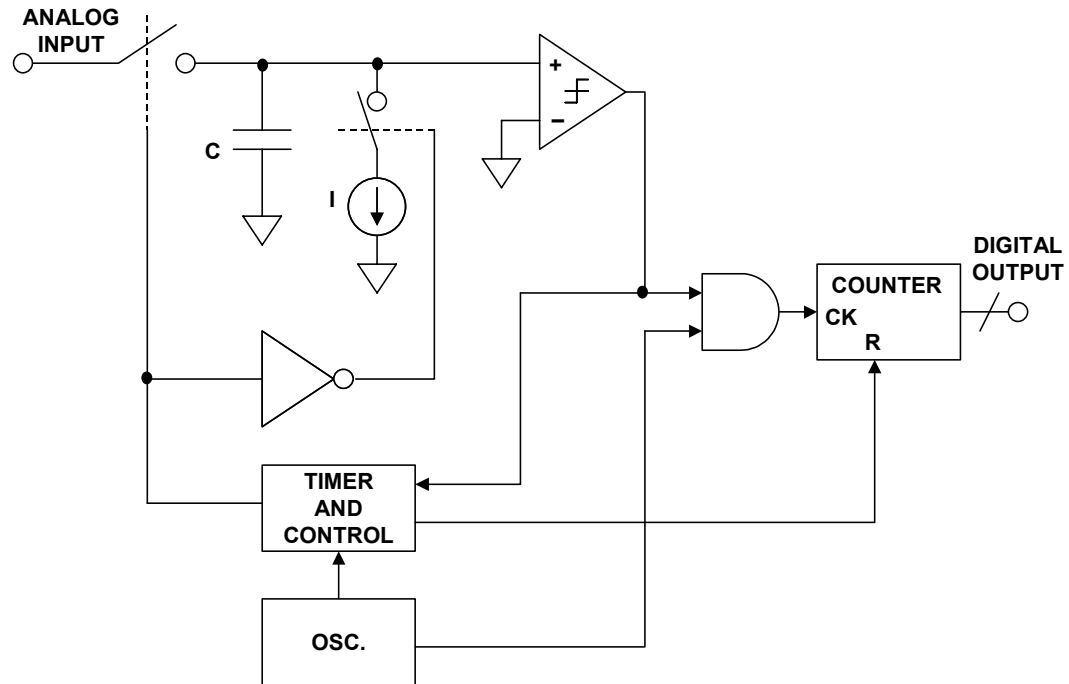 ANALOG
INPUT
+
−
C
I
DIGITAL
OUTPUT
COUNTER
CK
R
TIMER
AND
CONTROL
OSC.